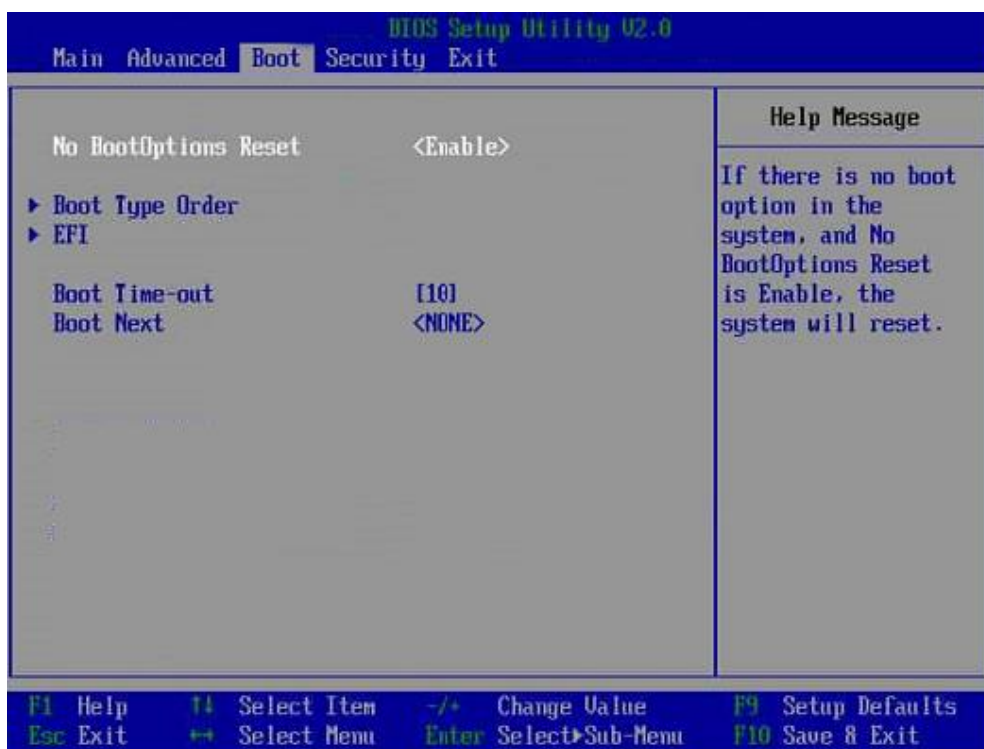 BIOS Setup Utility V2.0
Main Advanced Boot Security Exit
No BootOptions Reset <Enable>
▶ Boot Type Order
▶ EFI
Boot Time-out [10]
Boot Next <NONE>
Help Message
If there is no boot
option in the
system, and No
BootOptions Reset
is Enable, the
system will reset.
F1 Help ↑↓ Select Item -/+ Change Value F9 Setup Defaults
Esc Exit ←→ Select Menu Enter Select▶Sub-Menu F10 Save & Exit